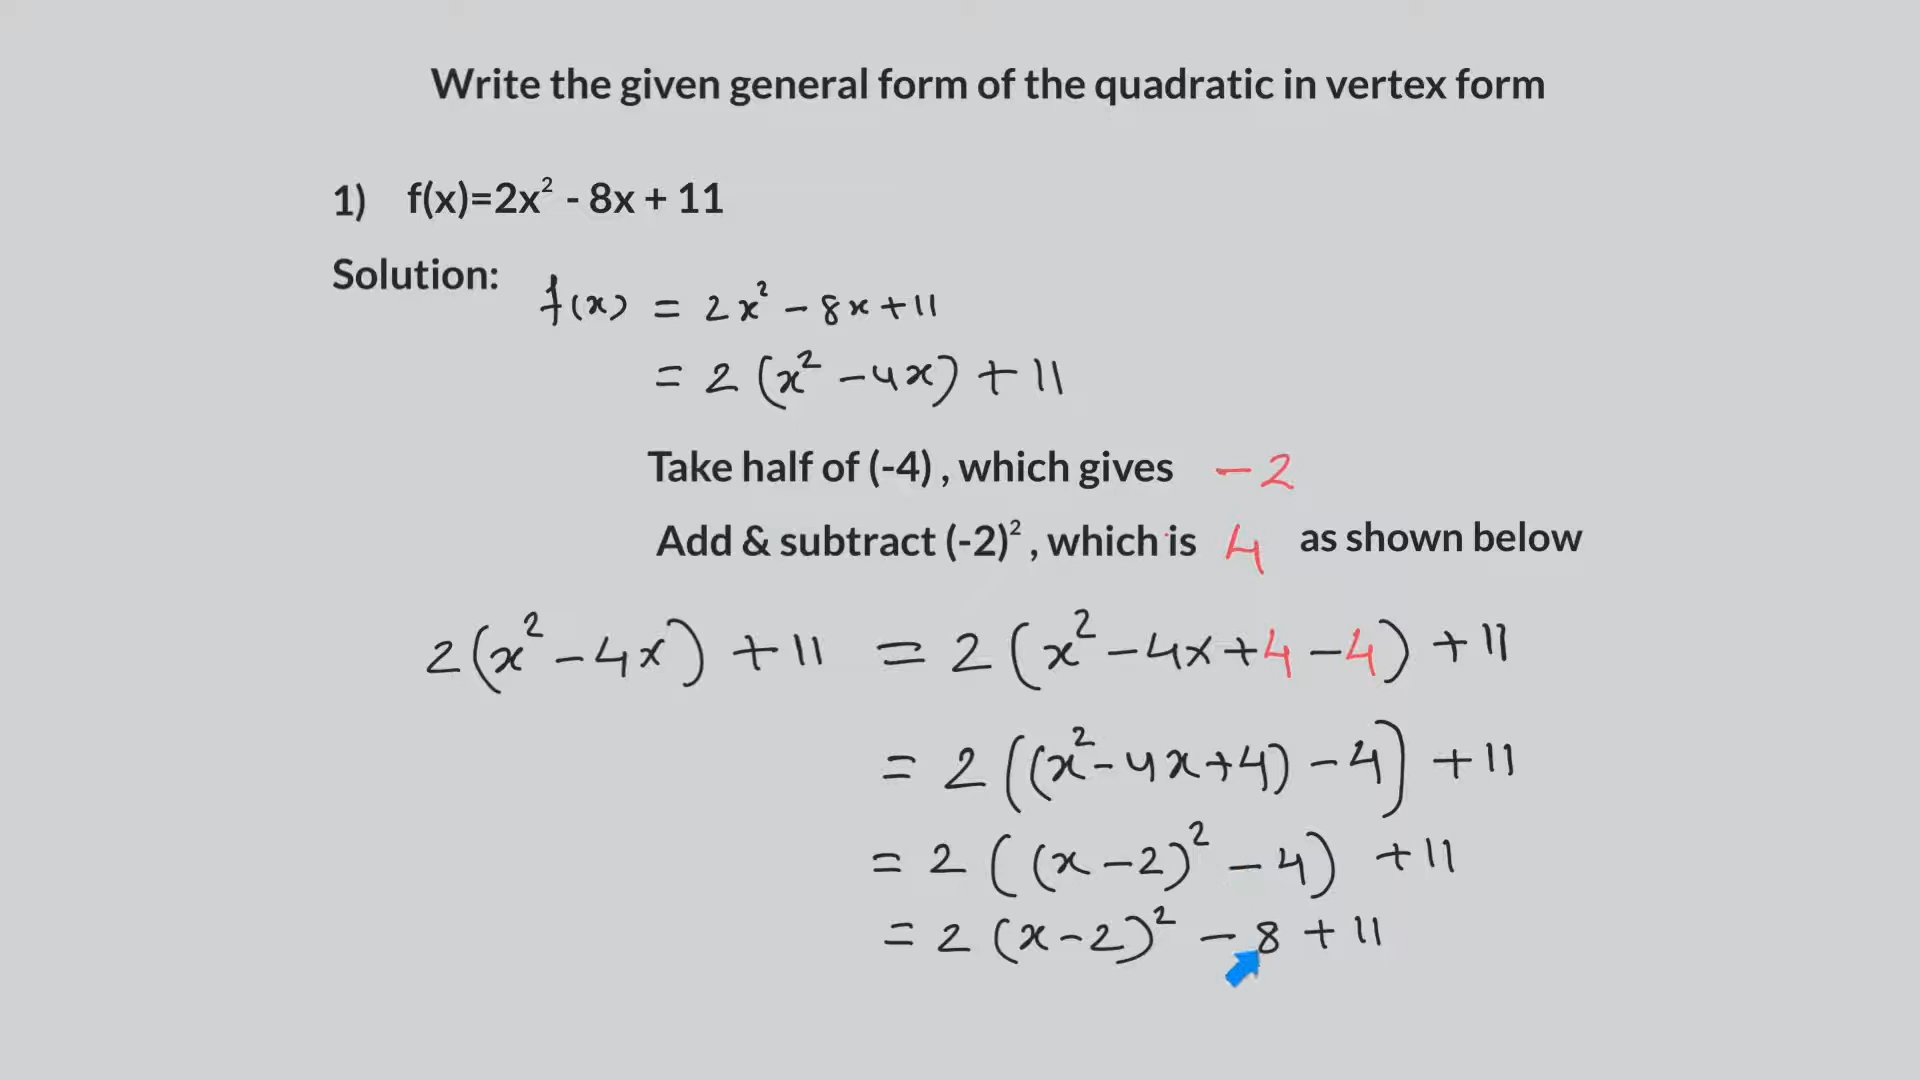 Write the given general form of the quadratic in vertex form
1) f(x)=2x² - 8x + 11
Solution:
f(x) = 2x² - 8x + 11
= 2(x² - 4x) + 11
Take half of (-4) , which gives -2
Add & subtract (-2)² , which is 4 as shown below
2(x² - 4x) + 11 = 2(x² - 4x + 4 - 4) + 11
= 2((x² - 4x + 4) - 4) + 11
= 2((x - 2)² - 4) + 11
= 2(x - 2)² - 8 + 11